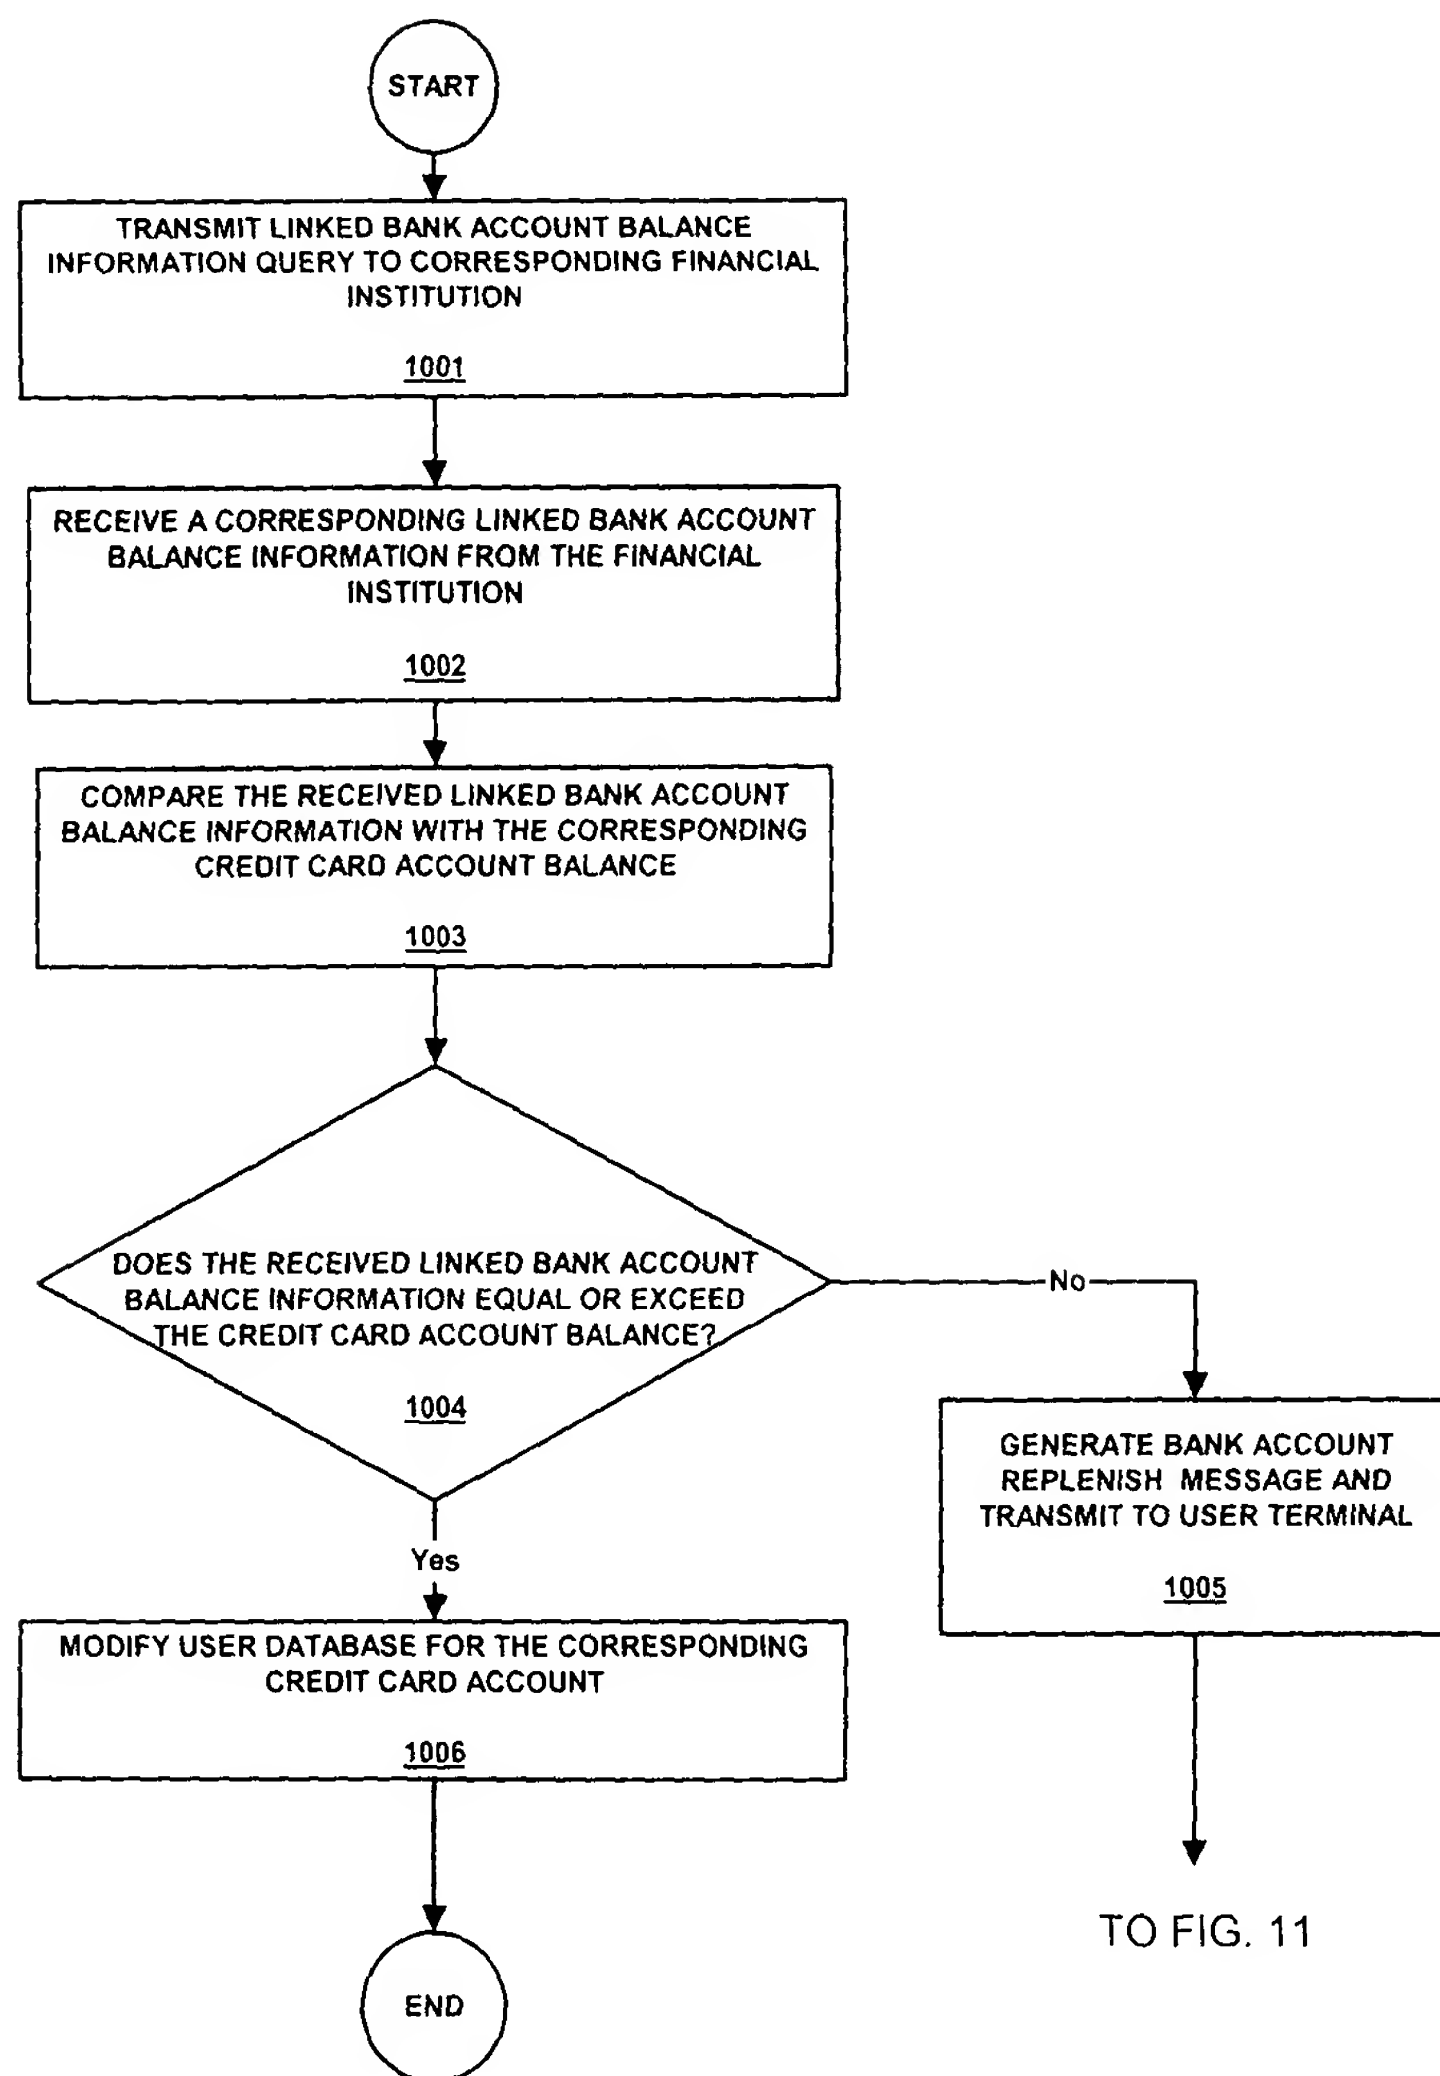 START
TRANSMIT LINKED BANK ACCOUNT BALANCE
INFORMATION QUERY TO CORRESPONDING FINANCIAL
INSTITUTION
1001
RECEIVE A CORRESPONDING LINKED BANK ACCOUNT
BALANCE INFORMATION FROM THE FINANCIAL
INSTITUTION
1002
COMPARE THE RECEIVED LINKED BANK ACCOUNT
BALANCE INFORMATION WITH THE CORRESPONDING
CREDIT CARD ACCOUNT BALANCE
1003
DOES THE RECEIVED LINKED BANK ACCOUNT
BALANCE INFORMATION EQUAL OR EXCEED
THE CREDIT CARD ACCOUNT BALANCE?
1004
No
GENERATE BANK ACCOUNT
REPLENISH MESSAGE AND
TRANSMIT TO USER TERMINAL
1005
Yes
MODIFY USER DATABASE FOR THE CORRESPONDING
CREDIT CARD ACCOUNT
1006
TO FIG. 11
END